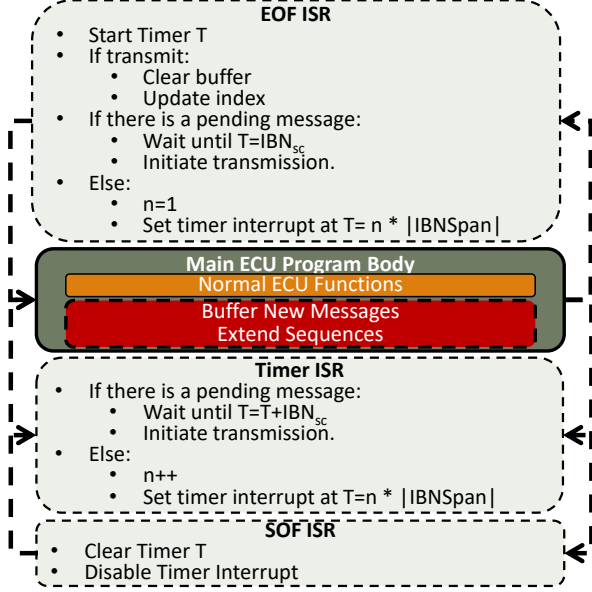 EOF ISR
• Start Timer T
• If transmit:
• Clear buffer
• Update index
• If there is a pending message:
• Wait until T=IBNsc
• Initiate transmission.
• Else:
• n=1
• Set timer interrupt at T= n * |IBNSpan|
Main ECU Program Body
Normal ECU Functions
Buffer New Messages
Extend Sequences
Timer ISR
• If there is a pending message:
• Wait until T=T+IBNsc
• Initiate transmission.
• Else:
• n++
• Set timer interrupt at T=n * |IBNSpan|
SOF ISR
• Clear Timer T
• Disable Timer Interrupt